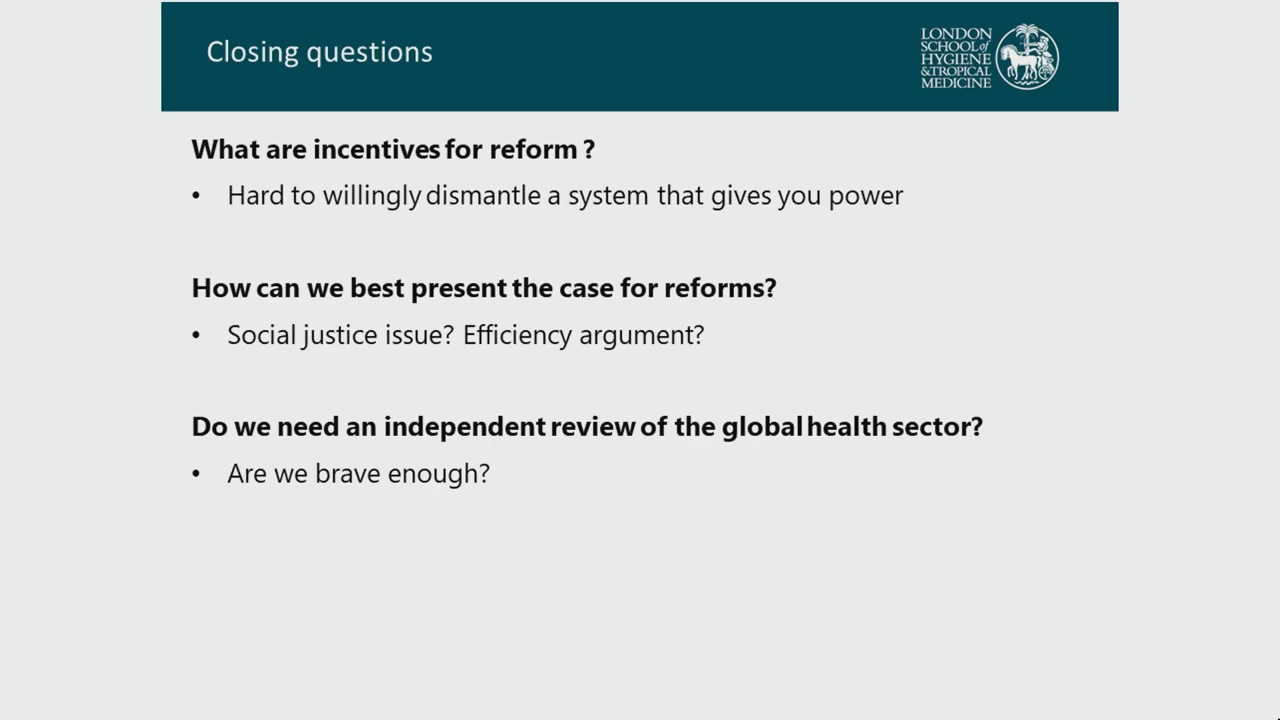 Closing questions
LONDON
SCHOOL of
HYGIENE
& TROPICAL
MEDICINE
What are incentives for reform ?
• Hard to willingly dismantle a system that gives you power
How can we best present the case for reforms?
• Social justice issue? Efficiency argument?
Do we need an independent review of the global health sector?
• Are we brave enough?